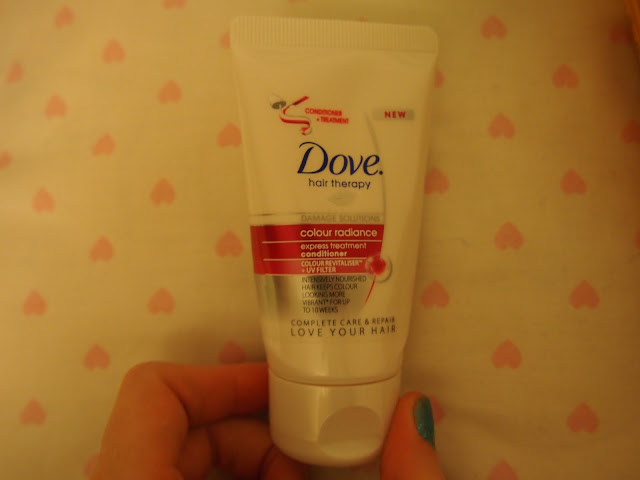 CONDITIONER
+ TREATMENT
NEW
Dove.
hair therapy
DAMAGE SOLUTIONS
colour radiance
express treatment
conditioner
COLOUR REVITALISER™
+ UV FILTER
INTENSIVELY NOURISHED
HAIR KEEPS COLOUR
LOOKING MORE
VIBRANT* FOR UP
TO 10 WEEKS
COMPLETE CARE & REPAIR
LOVE YOUR HAIR